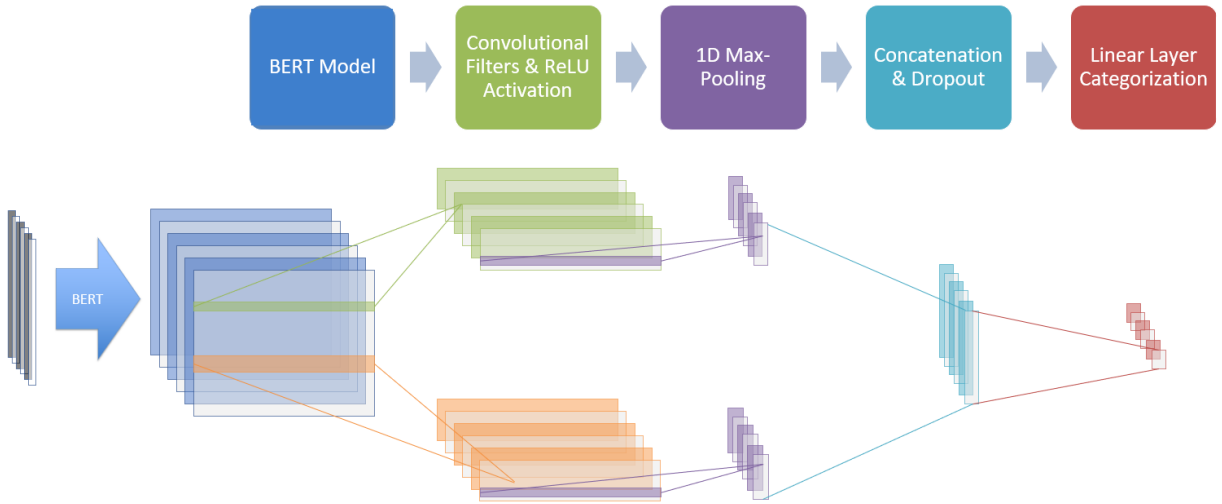 BERT Model
Convolutional
Filters & ReLU
Activation
1D Max-
Pooling
Concatenation
& Dropout
Linear Layer
Categorization
BERT